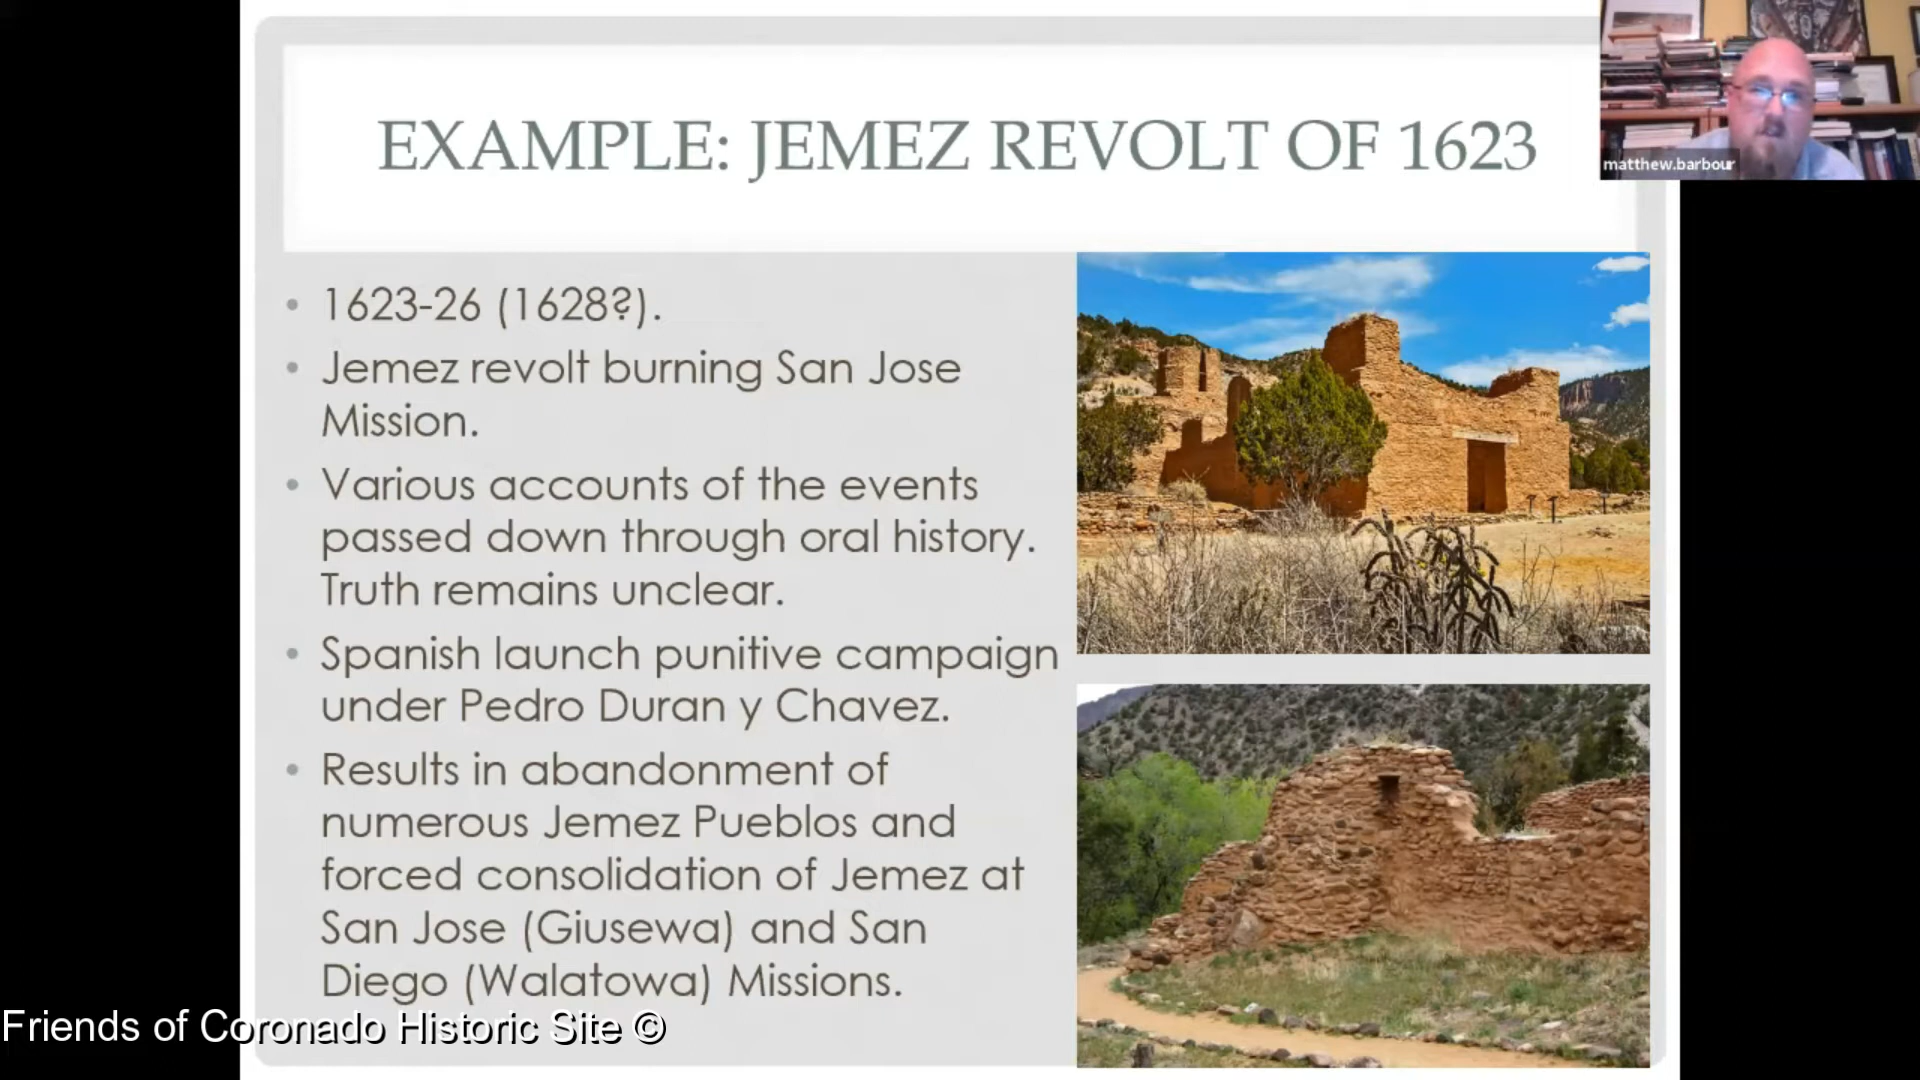 EXAMPLE: JEMEZ REVOLT OF 1623
matthew.barbour
• 1623-26 (1628?).
• Jemez revolt burning San Jose
Mission.
• Various accounts of the events
passed down through oral history.
Truth remains unclear.
• Spanish launch punitive campaign
under Pedro Duran y Chavez.
• Results in abandonment of
numerous Jemez Pueblos and
forced consolidation of Jemez at
San Jose (Giusewa) and San
Diego (Walatowa) Missions.
Friends of Coronado Historic Site ©